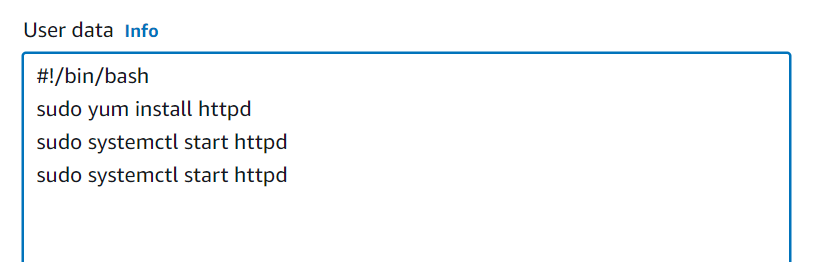 User data Info
#!/bin/bash
sudo yum install httpd
sudo systemctl start httpd
sudo systemctl start httpd